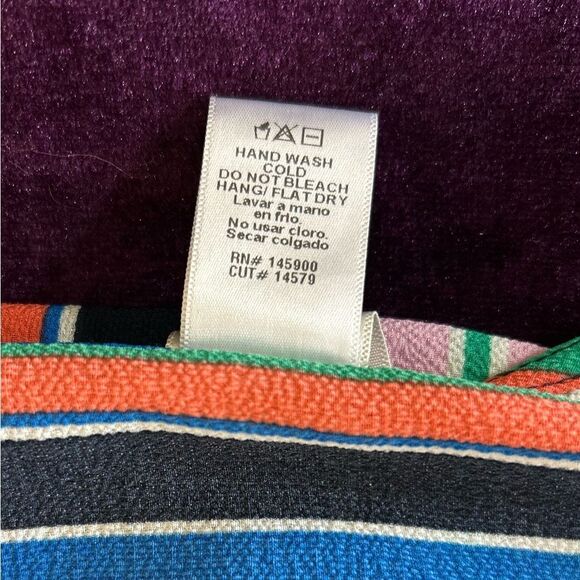 HAND WASH
COLD
DO NOT BLEACH
HANG/ FLAT DRY
Lavar a mano
en frio.
No usar cloro.
Secar colgado
RN# 145900
CUT# 14579